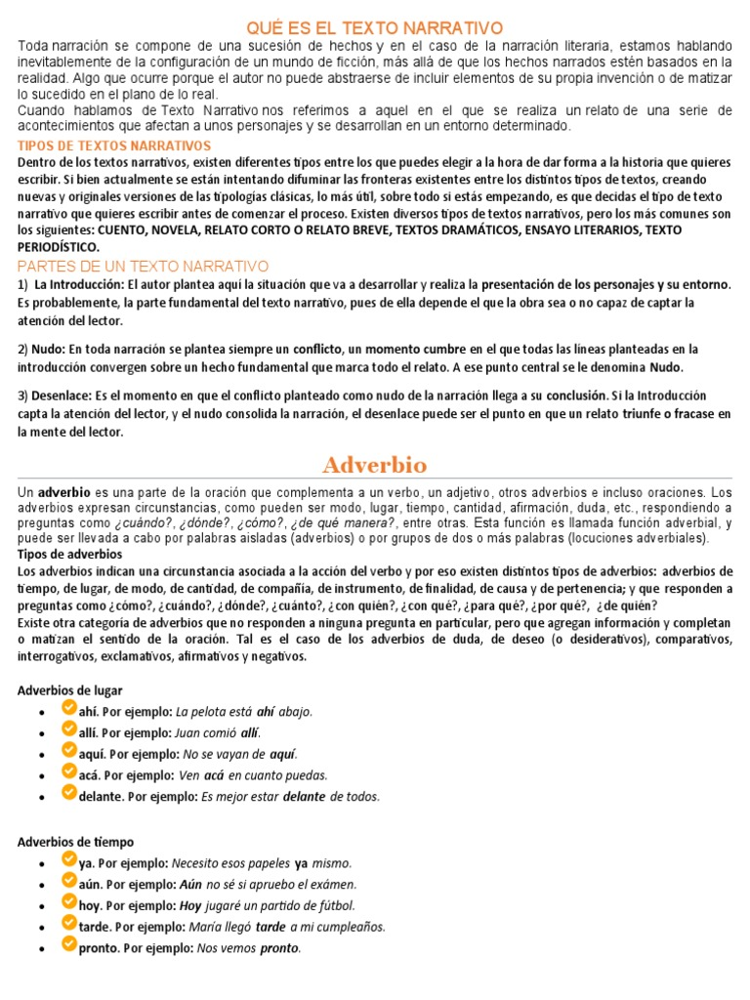 QUÉ ES EL TEXTO NARRATIVO
Toda narración se compone de una sucesión de hechos y en el caso de la narración literaria, estamos hablando
inevitablemente de la configuración de un mundo de ficción, más allá de que los hechos narrados estén basados en la
realidad. Algo que ocurre porque el autor no puede abstraerse de incluir elementos de su propia invención o de matizar
lo sucedido en el plano de lo real.
Cuando hablamos de Texto Narrativo nos referimos a aquel en el que se realiza un relato de una serie de
acontecimientos que afectan a unos personajes y se desarrollan en un entorno determinado.
TIPOS DE TEXTOS NARRATIVOS
Dentro de los textos narrativos, existen diferentes tipos entre los que puedes elegir a la hora de dar forma a la historia que quieres
escribir. Si bien actualmente se están intentando difuminar las fronteras existentes entre los distintos tipos de textos, creando
nuevas y originales versiones de las tipologías clásicas, lo más útil, sobre todo si estás empezando, es que decidas el tipo de texto
narrativo que quieres escribir antes de comenzar el proceso. Existen diversos tipos de textos narrativos, pero los más comunes son
los siguientes: CUENTO, NOVELA, RELATO CORTO O RELATO BREVE, TEXTOS DRAMÁTICOS, ENSAYO LITERARIOS, TEXTO
PERIODÍSTICO.
PARTES DE UN TEXTO NARRATIVO
1) La Introducción: El autor plantea aquí la situación que va a desarrollar y realiza la presentación de los personajes y su entorno.
Es probablemente, la parte fundamental del texto narrativo, pues de ella depende el que la obra sea o no capaz de captar la
atención del lector.
2) Nudo: En toda narración se plantea siempre un conflicto, un momento cumbre en el que todas las líneas planteadas en la
introducción convergen sobre un hecho fundamental que marca todo el relato. A ese punto central se le denomina Nudo.
3) Desenlace: Es el momento en que el conflicto planteado como nudo de la narración llega a su conclusión. Si la Introducción
capta la atención del lector, y el nudo consolida la narración, el desenlace puede ser el punto en que un relato triunfe o fracase en
la mente del lector.
Adverbio
Un adverbio es una parte de la oración que complementa a un verbo, un adjetivo, otros adverbios e incluso oraciones. Los
adverbios expresan circunstancias, como pueden ser modo, lugar, tiempo, cantidad, afirmación, duda, etc., respondiendo a
preguntas como ¿cuándo?, ¿dónde?, ¿cómo?, ¿de qué manera?, entre otras. Esta función es llamada función adverbial, y
puede ser llevada a cabo por palabras aisladas (adverbios) o por grupos de dos o más palabras (locuciones adverbiales).
Tipos de adverbios
Los adverbios indican una circunstancia asociada a la acción del verbo y por eso existen distintos tipos de adverbios: adverbios de
tiempo, de lugar, de modo, de cantidad, de compañía, de instrumento, de finalidad, de causa y de pertenencia; y que responden a
preguntas como ¿cómo?, ¿cuándo?, ¿dónde?, ¿cuánto?, ¿con quién?, ¿con qué?, ¿para qué?, ¿por qué?, ¿de quién?
Existe otra categoría de adverbios que no responden a ninguna pregunta en particular, pero que agregan información y completan
o matizan el sentido de la oración. Tal es el caso de los adverbios de duda, de deseo (o desiderativos), comparativos,
interrogativos, exclamativos, afirmativos y negativos.
Adverbios de lugar
• ahí. Por ejemplo: La pelota está ahí abajo.
• allí. Por ejemplo: Juan comió allí.
• aquí. Por ejemplo: No se vayan de aquí.
• acá. Por ejemplo: Ven acá en cuanto puedas.
• delante. Por ejemplo: Es mejor estar delante de todos.
Adverbios de tiempo
• ya. Por ejemplo: Necesito esos papeles ya mismo.
• aún. Por ejemplo: Aún no sé si apruebo el exámen.
• hoy. Por ejemplo: Hoy jugaré un partido de fútbol.
• tarde. Por ejemplo: María llegó tarde a mi cumpleaños.
• pronto. Por ejemplo: Nos vemos pronto.